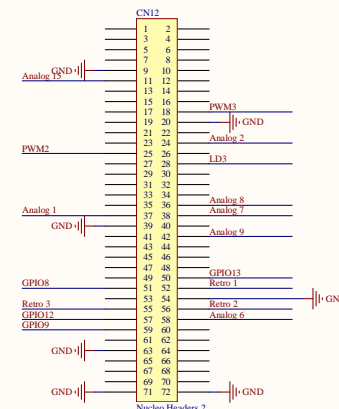 CN12
1 2
3 4
5 6
7 8
GND 9 10
Analog 15 11 12
13 14
15 16
17 18 PWM3
19 20 GND
21 22
23 24 Analog 2
PWM2 25 26
27 28 LD3
29 30
31 32
33 34
35 36 Analog 8
Analog 1 37 38 Analog 7
GND 39 40
41 42 Analog 9
43 44
45 46
47 48
49 50 GPIO13
GPIO8 51 52 Retro 1
53 54 GN
Retro 3 55 56 Retro 2
GPIO12 57 58 Analog 6
GPIO9 59 60
61 62
GND 63 64
65 66
67 68
69 70
GND 71 72 GND
Nucleo Headers 2